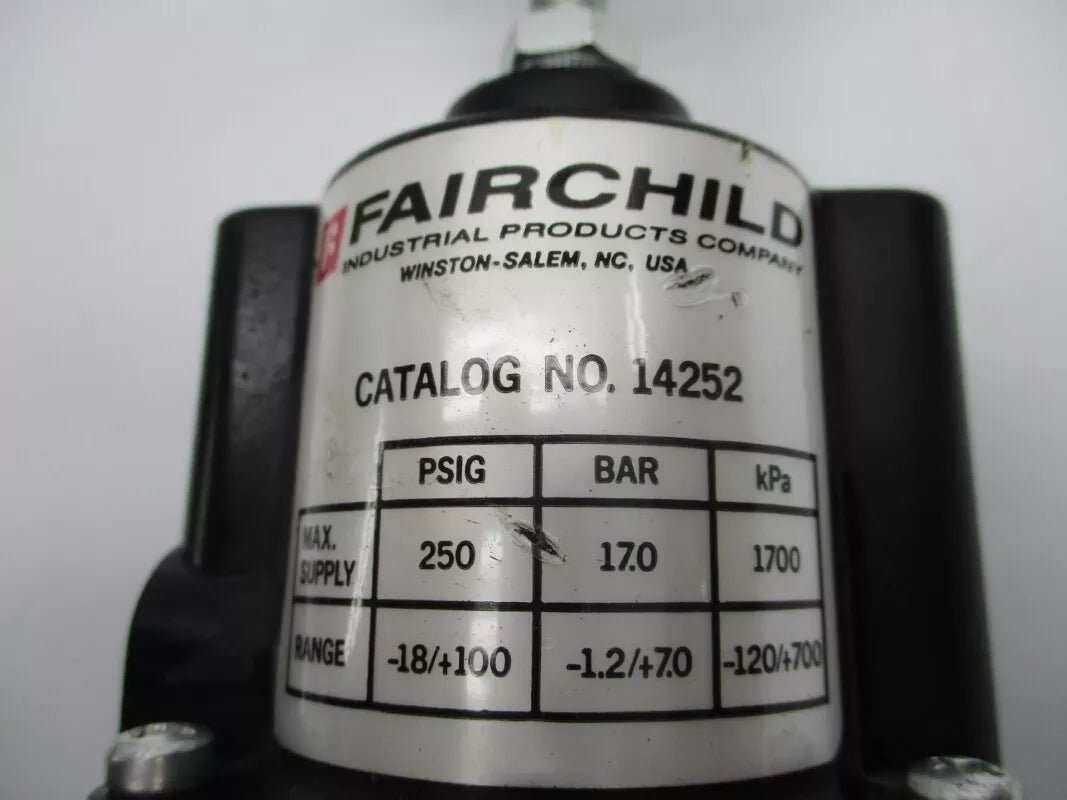 FAIRCHILD
INDUSTRIAL PRODUCTS COMPANY
WINSTON-SALEM, NC, USA
CATALOG NO. 14252
PSIG BAR kPa
MAX. SUPPLY 250 17.0 1700
RANGE -18/+100 -1.2/+7.0 -120/+700